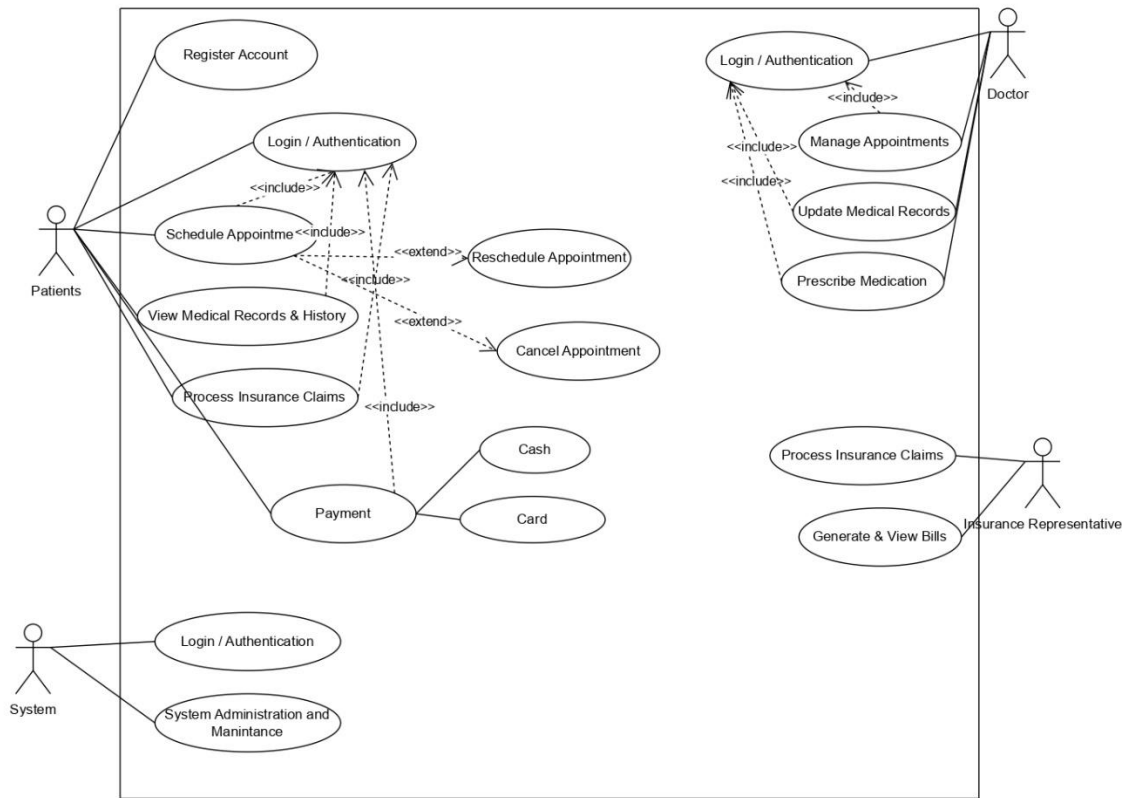 Register Account
Login / Authentication
Doctor
<<include>>
Login / Authentication
Manage Appointments
<<include>>
<<include>>
<<include>>
Update Medical Records
Schedule Appointme
<<include>>
<<extend>>
Reschedule Appointment
Patients
<<include>>
Prescribe Medication
View Medical Records & History
<<extend>>
Cancel Appointment
Process Insurance Claims
<<include>>
Cash
Process Insurance Claims
Payment
Card
Insurance Representative
Generate & View Bills
Login / Authentication
System
System Administration and
Manintance